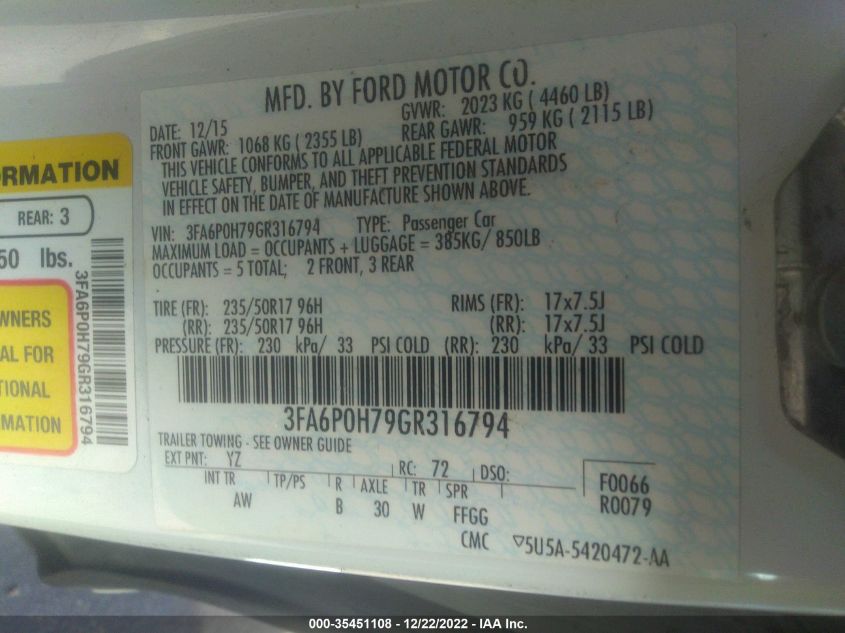 MFD. BY FORD MOTOR CO.
DATE: 12/15 GVWR: 2023 KG ( 4460 LB)
FRONT GAWR: 1068 KG ( 2355 LB) REAR GAWR: 959 KG ( 2115 LB)
THIS VEHICLE CONFORMS TO ALL APPLICABLE FEDERAL MOTOR
VEHICLE SAFETY, BUMPER, AND THEFT PREVENTION STANDARDS
IN EFFECT ON THE DATE OF MANUFACTURE SHOWN ABOVE.
VIN: 3FA6P0H79GR316794 TYPE: Passenger Car
MAXIMUM LOAD = OCCUPANTS + LUGGAGE = 385KG/ 850LB
OCCUPANTS = 5 TOTAL; 2 FRONT, 3 REAR
TIRE (FR): 235/50R17 96H RIMS (FR): 17x7.5J
(RR): 235/50R17 96H (RR): 17x7.5J
PRESSURE (FR): 230 kPa/ 33 PSI COLD (RR): 230 kPa/ 33 PSI COLD
3FA6P0H79GR316794
TRAILER TOWING - SEE OWNER GUIDE
EXT PNT: YZ RC: 72 DSO:
INT TR TP/PS R AXLE TR SPR F0066
AW B 30 W FFGG R0079
CMC ▽5U5A-5420472-AA
ORMATION
REAR: 3
50 lbs.
WNERS
AL FOR
TIONAL
MATION
3FA6P0H79GR316794
000-35451108 - 12/22/2022 - IAA Inc.